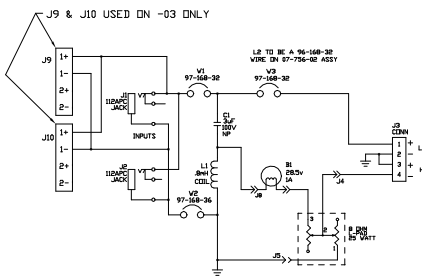 J9 & J10 USED ON -03 ONLY
L2 TO BE A 96-168-32
WIRE ON 07-756-02 ASSY
J9
1+
1-
2+
2-
W1
97-168-32
W3
97-168-32
J1
112APC
JACK
V7
C1
3uF
100V
NP
J3
CONN
1 +
2 -
3 +
4 -
J10
1+
1-
2+
2-
INPUTS
J2
112APC
JACK
V7
L1
.8mH
COIL
B1
28.5v
1A
J8
J4
W2
97-168-36
3
2
1
8 OHM
L-PAD
25 WATT
J5